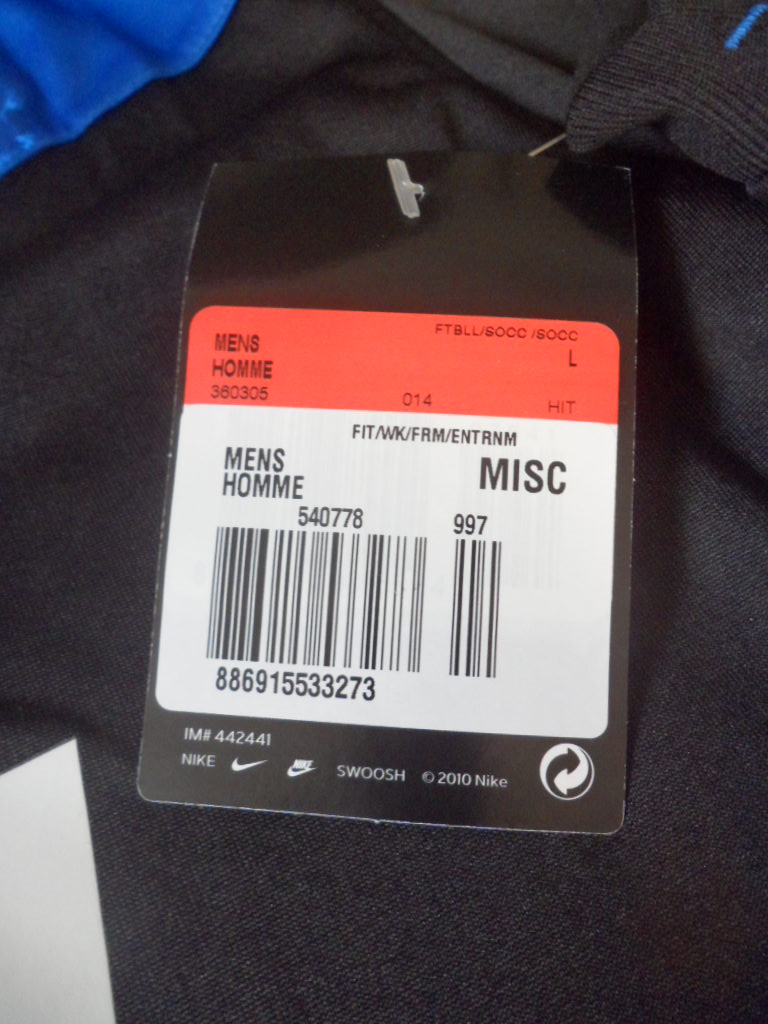 FTBLL/SOCC /SOCC
MENS L
HOMME
360305 014 HIT
FIT/WK/FRM/ENTRNM
MENS MISC
HOMME
540778 997
886915533273
IM# 442441
NIKE NIKE SWOOSH © 2010 Nike